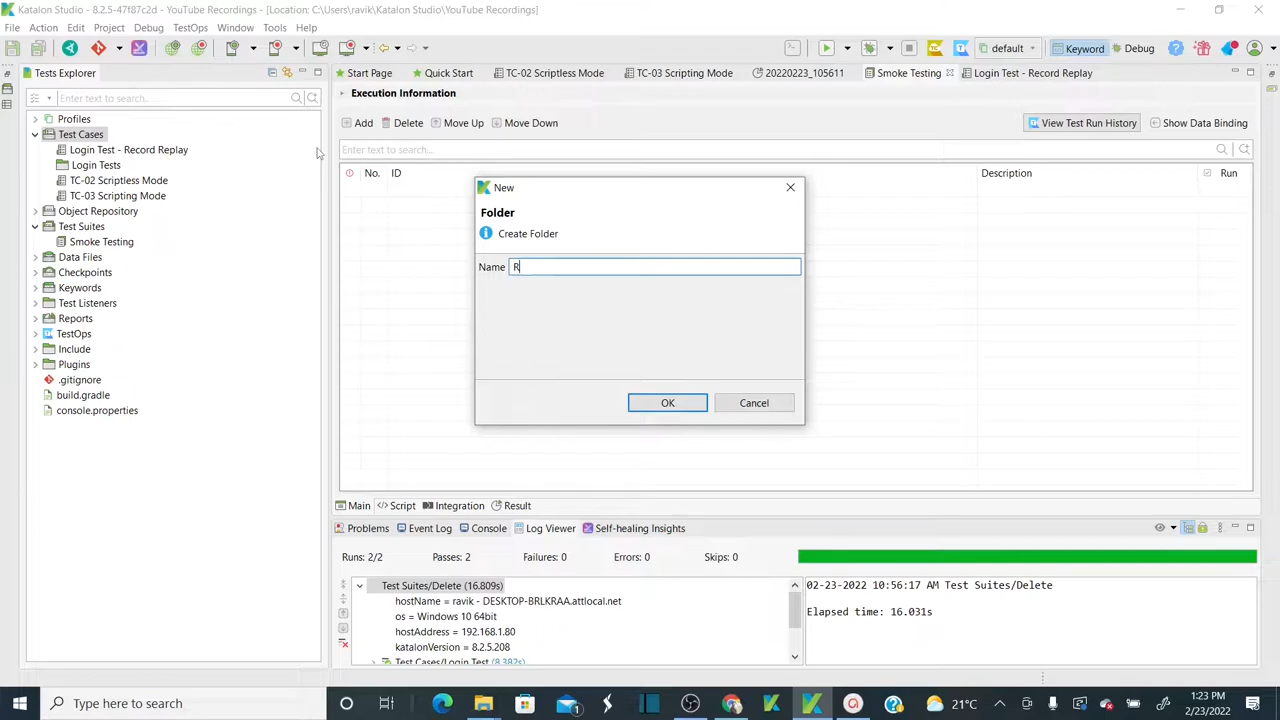 Katalon Studio - 8.2.5-47f87c2d - YouTube Recordings - [Location: C:\Users\ravik\Katalon Studio\YouTube Recordings]
File Action Edit Project Debug TestOps Window Tools Help
default Keyword Debug
Tests Explorer
Start Page Quick Start TC-02 Scriptless Mode TC-03 Scripting Mode 20220223_105611 Smoke Testing Login Test - Record Replay
Enter text to search...
Execution Information
Profiles
Test Cases
Login Test - Record Replay
Login Tests
TC-02 Scriptless Mode
TC-03 Scripting Mode
Object Repository
Test Suites
Smoke Testing
Data Files
Checkpoints
Keywords
Test Listeners
Reports
TestOps
Include
Plugins
.gitignore
build.gradle
console.properties
Add Delete Move Up Move Down View Test Run History Show Data Binding
Enter text to search...
No. ID Description Run
New
Folder
Create Folder
Name R
OK Cancel
Main Script Integration Result
Problems Event Log Console Log Viewer Self-healing Insights
Runs: 2/2 Passes: 2 Failures: 0 Errors: 0 Skips: 0
Test Suites/Delete (16.809s)
hostName = ravik - DESKTOP-BRLKRAA.attlocal.net
os = Windows 10 64bit
hostAddress = 192.168.1.80
katalonVersion = 8.2.5.208
Test Cases/Login Test (8.382s)
02-23-2022 10:56:17 AM Test Suites/Delete
Elapsed time: 16.031s
Type here to search
21°C
1:23 PM
2/23/2022